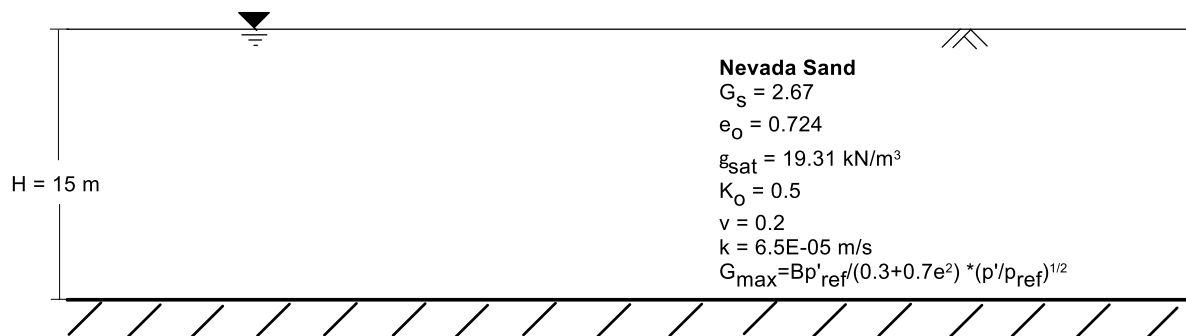 Nevada Sand
Gₛ = 2.67
eₒ = 0.724
gsat = 19.31 kN/m³
Kₒ = 0.5
H = 15 m
v = 0.2
k = 6.5E-05 m/s
Gmax=Bp'ref/(0.3+0.7e²) *(p'/pref)¹/²